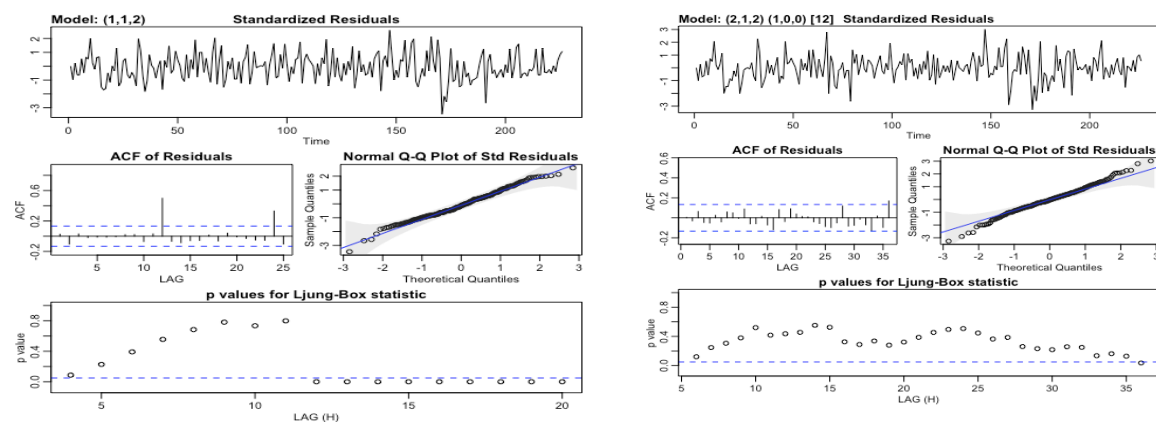 Model: (1,1,2) Standardized Residuals
-3 -1 1 2
0 50 100 150 200
Time
ACF of Residuals
ACF
-0.2 0.2 0.6
5 10 15 20 25
LAG
Normal Q-Q Plot of Std Residuals
Sample Quantiles
-3 -1 1 2
-3 -2 -1 0 1 2 3
Theoretical Quantiles
p values for Ljung-Box statistic
p value
0.0 0.4 0.8
5 10 15 20
LAG (H)
Model: (2,1,2) (1,0,0) [12] Standardized Residuals
-3 -1 1 2 3
0 50 100 150 200
Time
ACF of Residuals
ACF
-0.2 0.2 0.6
0 5 10 15 20 25 30 35
LAG
Normal Q-Q Plot of Std Residuals
Sample Quantiles
-3 -1 1 2 3
-3 -2 -1 0 1 2 3
Theoretical Quantiles
p values for Ljung-Box statistic
p value
0.0 0.4 0.8
5 10 15 20 25 30 35
LAG (H)